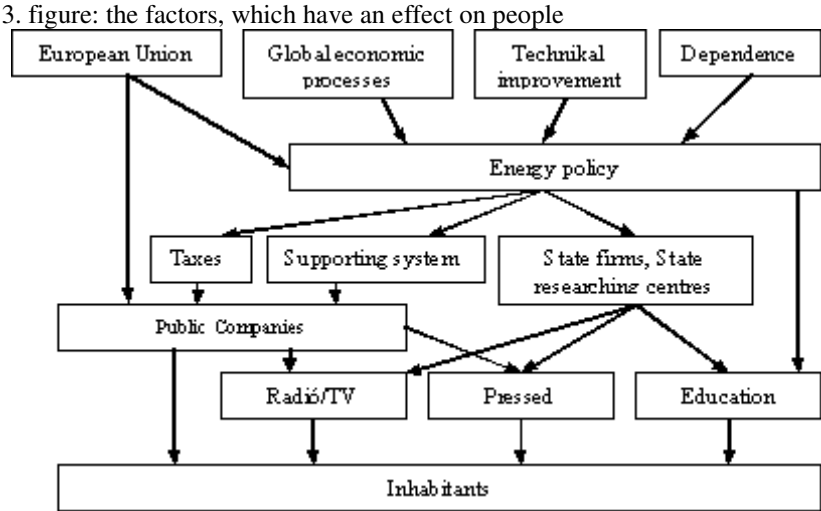 3. figure: the factors, which have an effect on people
European Union
Global economic
processes
Technikal
improvement
Dependence
Energy policy
Taxes
Supporting system
State firms, State
researching centres
Public Companies
Radió/TV
Pressed
Education
Inhabitants